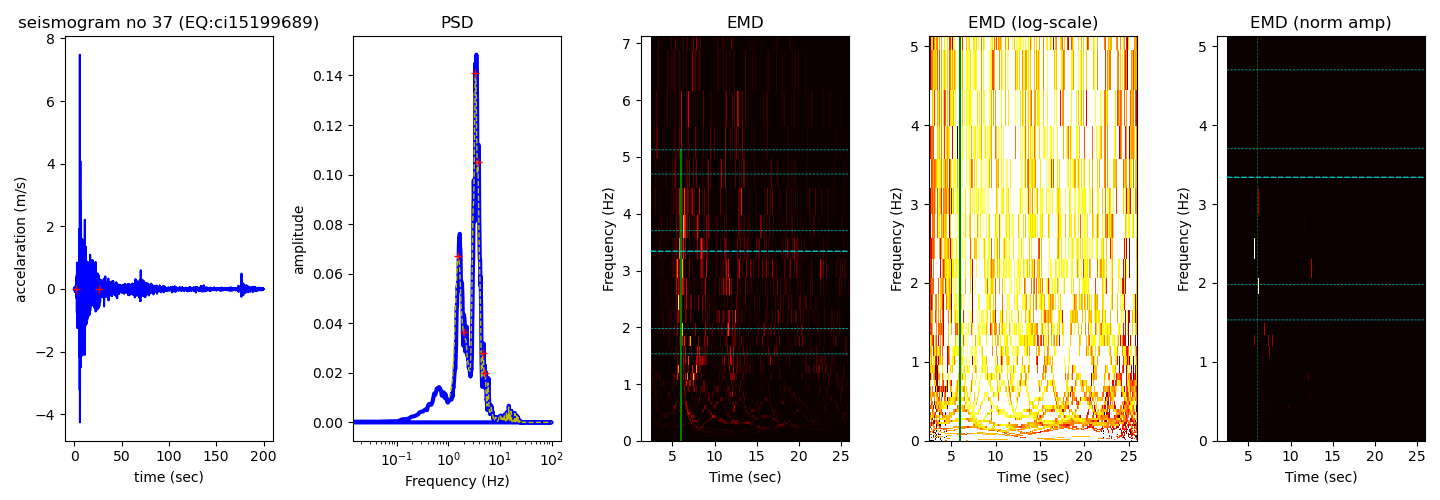 seismogram no 37 (EQ:ci15199689)
accelaration (m/s)
8
6
4
2
0
−2
−4
0 50 100 150 200
time (sec)
PSD
amplitude
0.14
0.12
0.10
0.08
0.06
0.04
0.02
0.00
10⁻¹ 10⁰ 10¹ 10²
Frequency (Hz)
EMD
Frequency (Hz)
7
6
5
4
3
2
1
0
5 10 15 20 25
Time (sec)
EMD (log-scale)
Frequency (Hz)
5
4
3
2
1
0
5 10 15 20 25
Time (sec)
EMD (norm amp)
Frequency (Hz)
5
4
3
2
1
0
5 10 15 20 25
Time (sec)